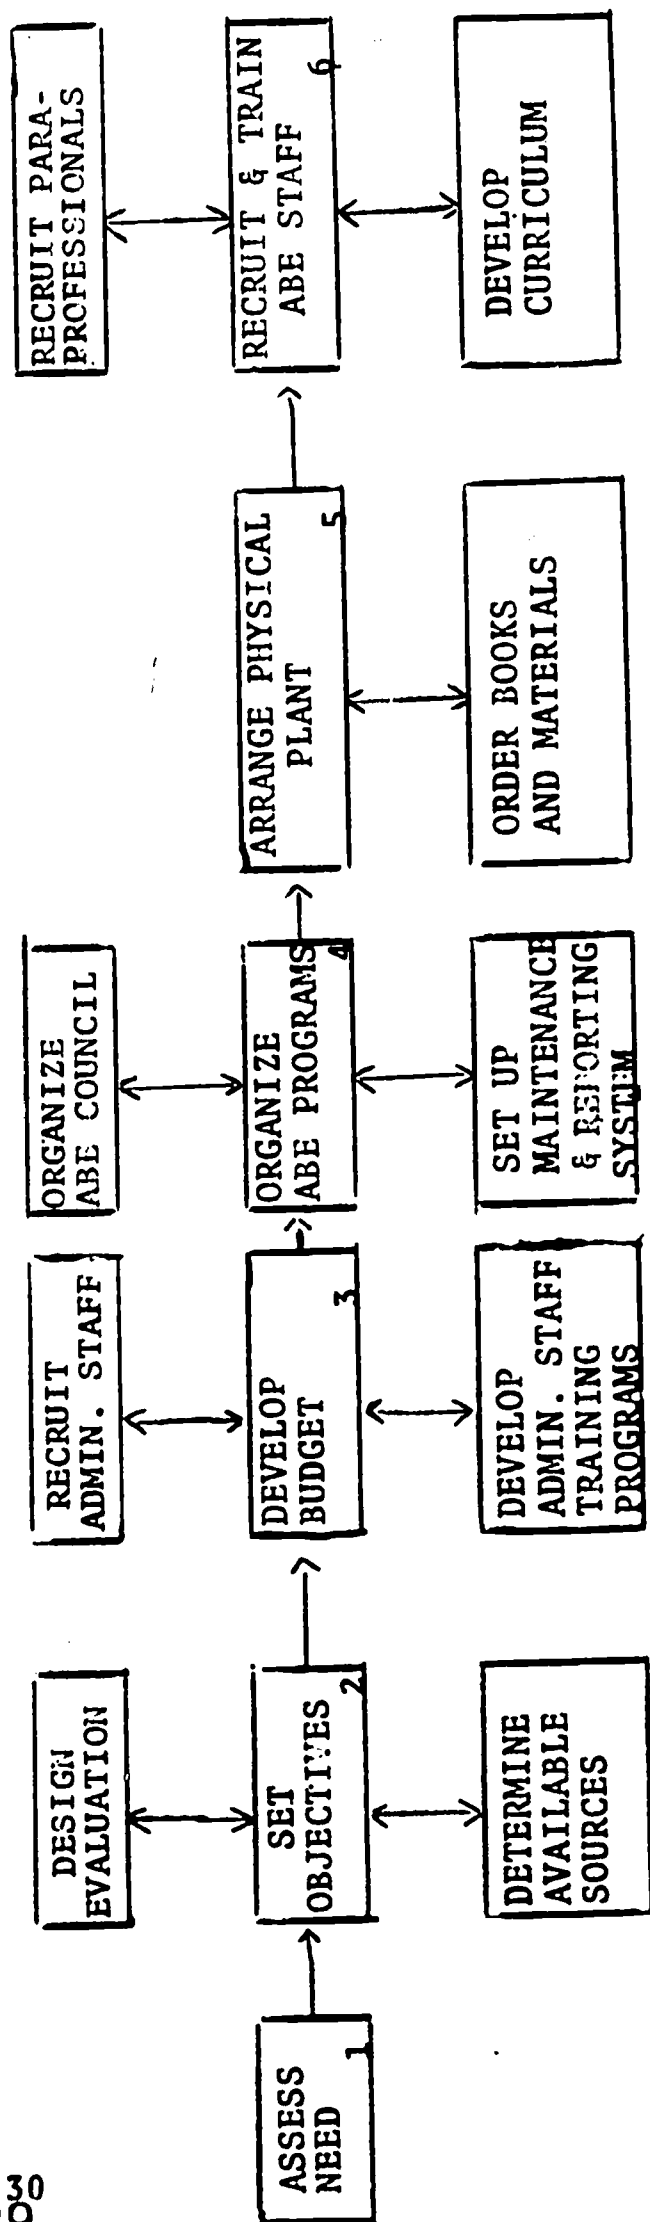 ASSESS
NEED
1
DESIGN
EVALUATION
SET
OBJECTIVES
2
DETERMINE
AVAILABLE
SOURCES
RECRUIT
ADMIN. STAFF
DEVELOP
BUDGET
3
DEVELOP
ADMIN. STAFF
TRAINING
PROGRAMS
ORGANIZE
ABE COUNCIL
ORGANIZE
ABE PROGRAMS
4
SET UP
MAINTENANCE
& REPORTING
SYSTEM
ARRANGE PHYSICAL
PLANT
5
ORDER BOOKS
AND MATERIALS
RECRUIT PARA-
PROFESSIONALS
RECRUIT & TRAIN
ABE STAFF
6
DEVELOP
CURRICULUM
30